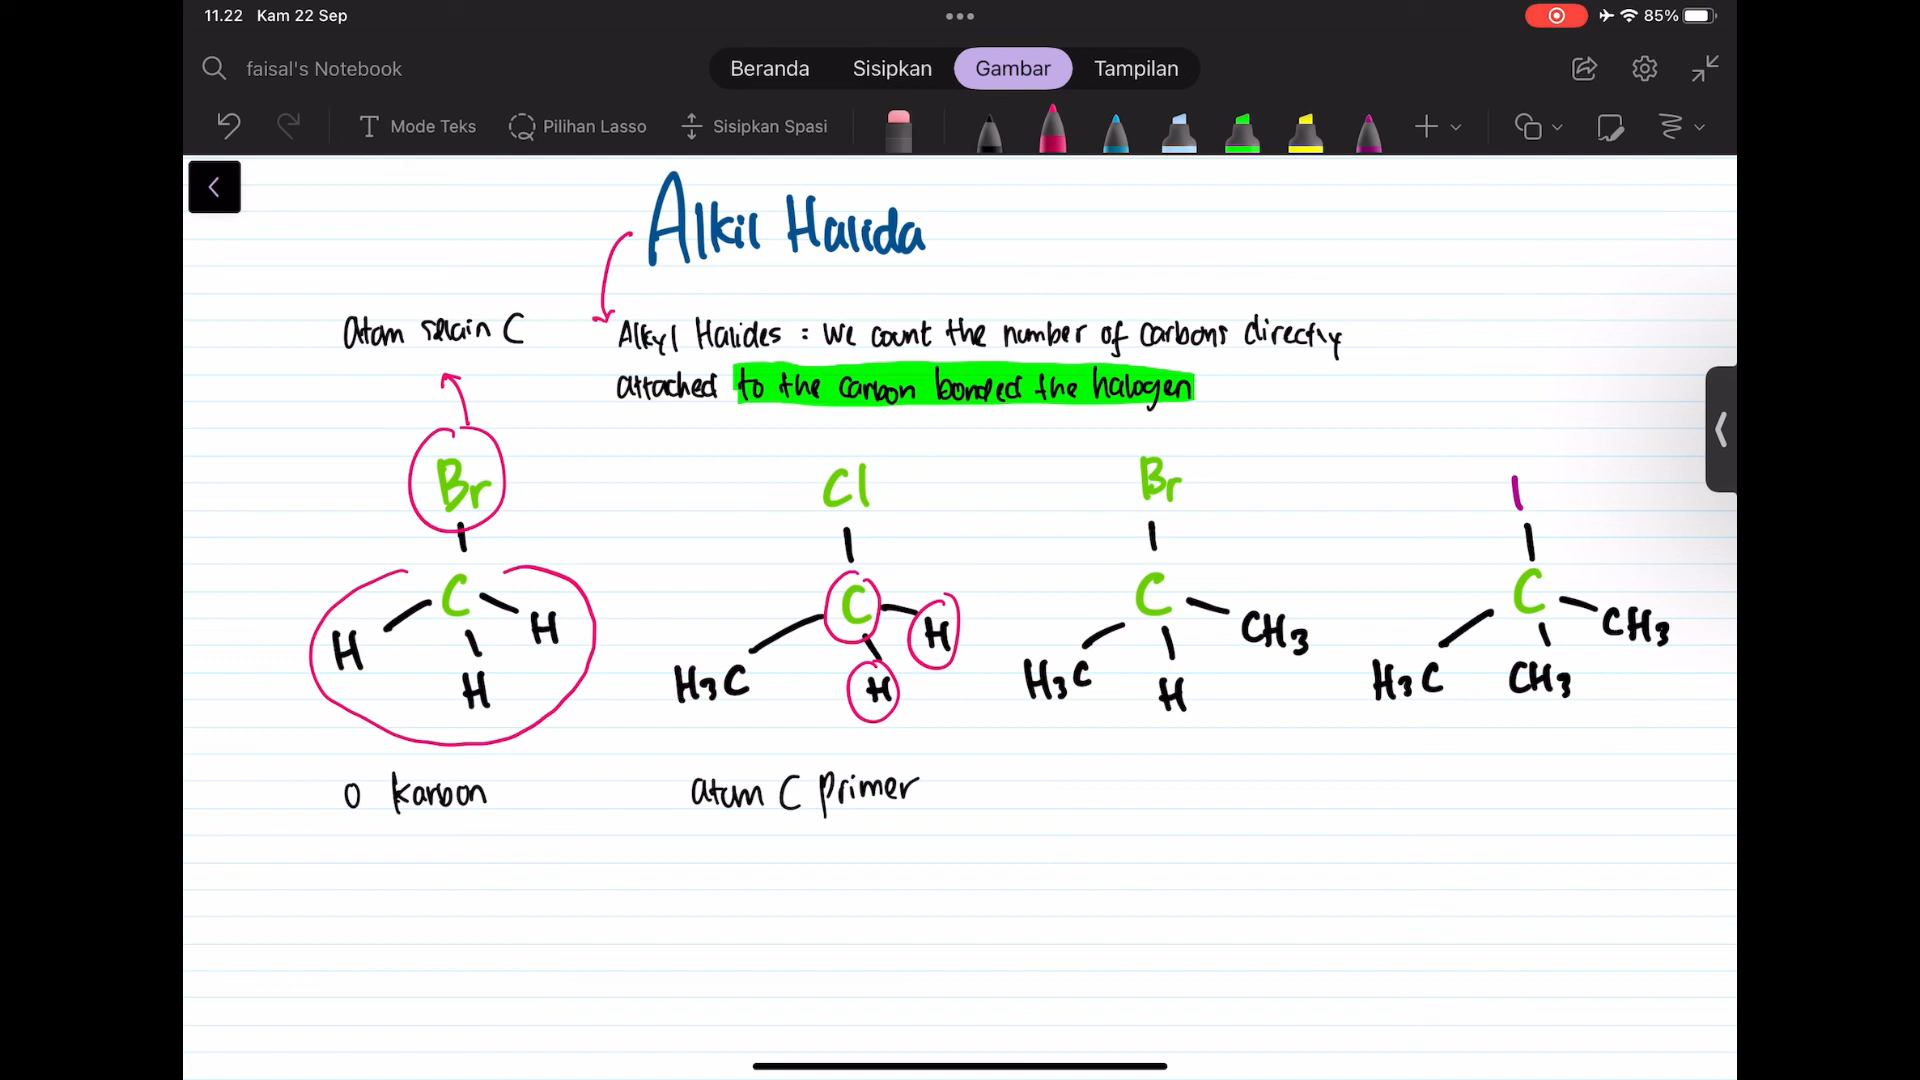 11.22 Kam 22 Sep
85%
faisal's Notebook
Beranda Sisipkan Gambar Tampilan
Mode Teks Pilihan Lasso Sisipkan Spasi
Alkil Halida
Atom selain C
Alkyl Halides : We count the number of carbons directly
attached to the carbon bonded the halogen
Br Cl Br I
C C C C
H H H H CH3 CH3
H H3C H H3C H H3C CH3
0 karbon atom C primer